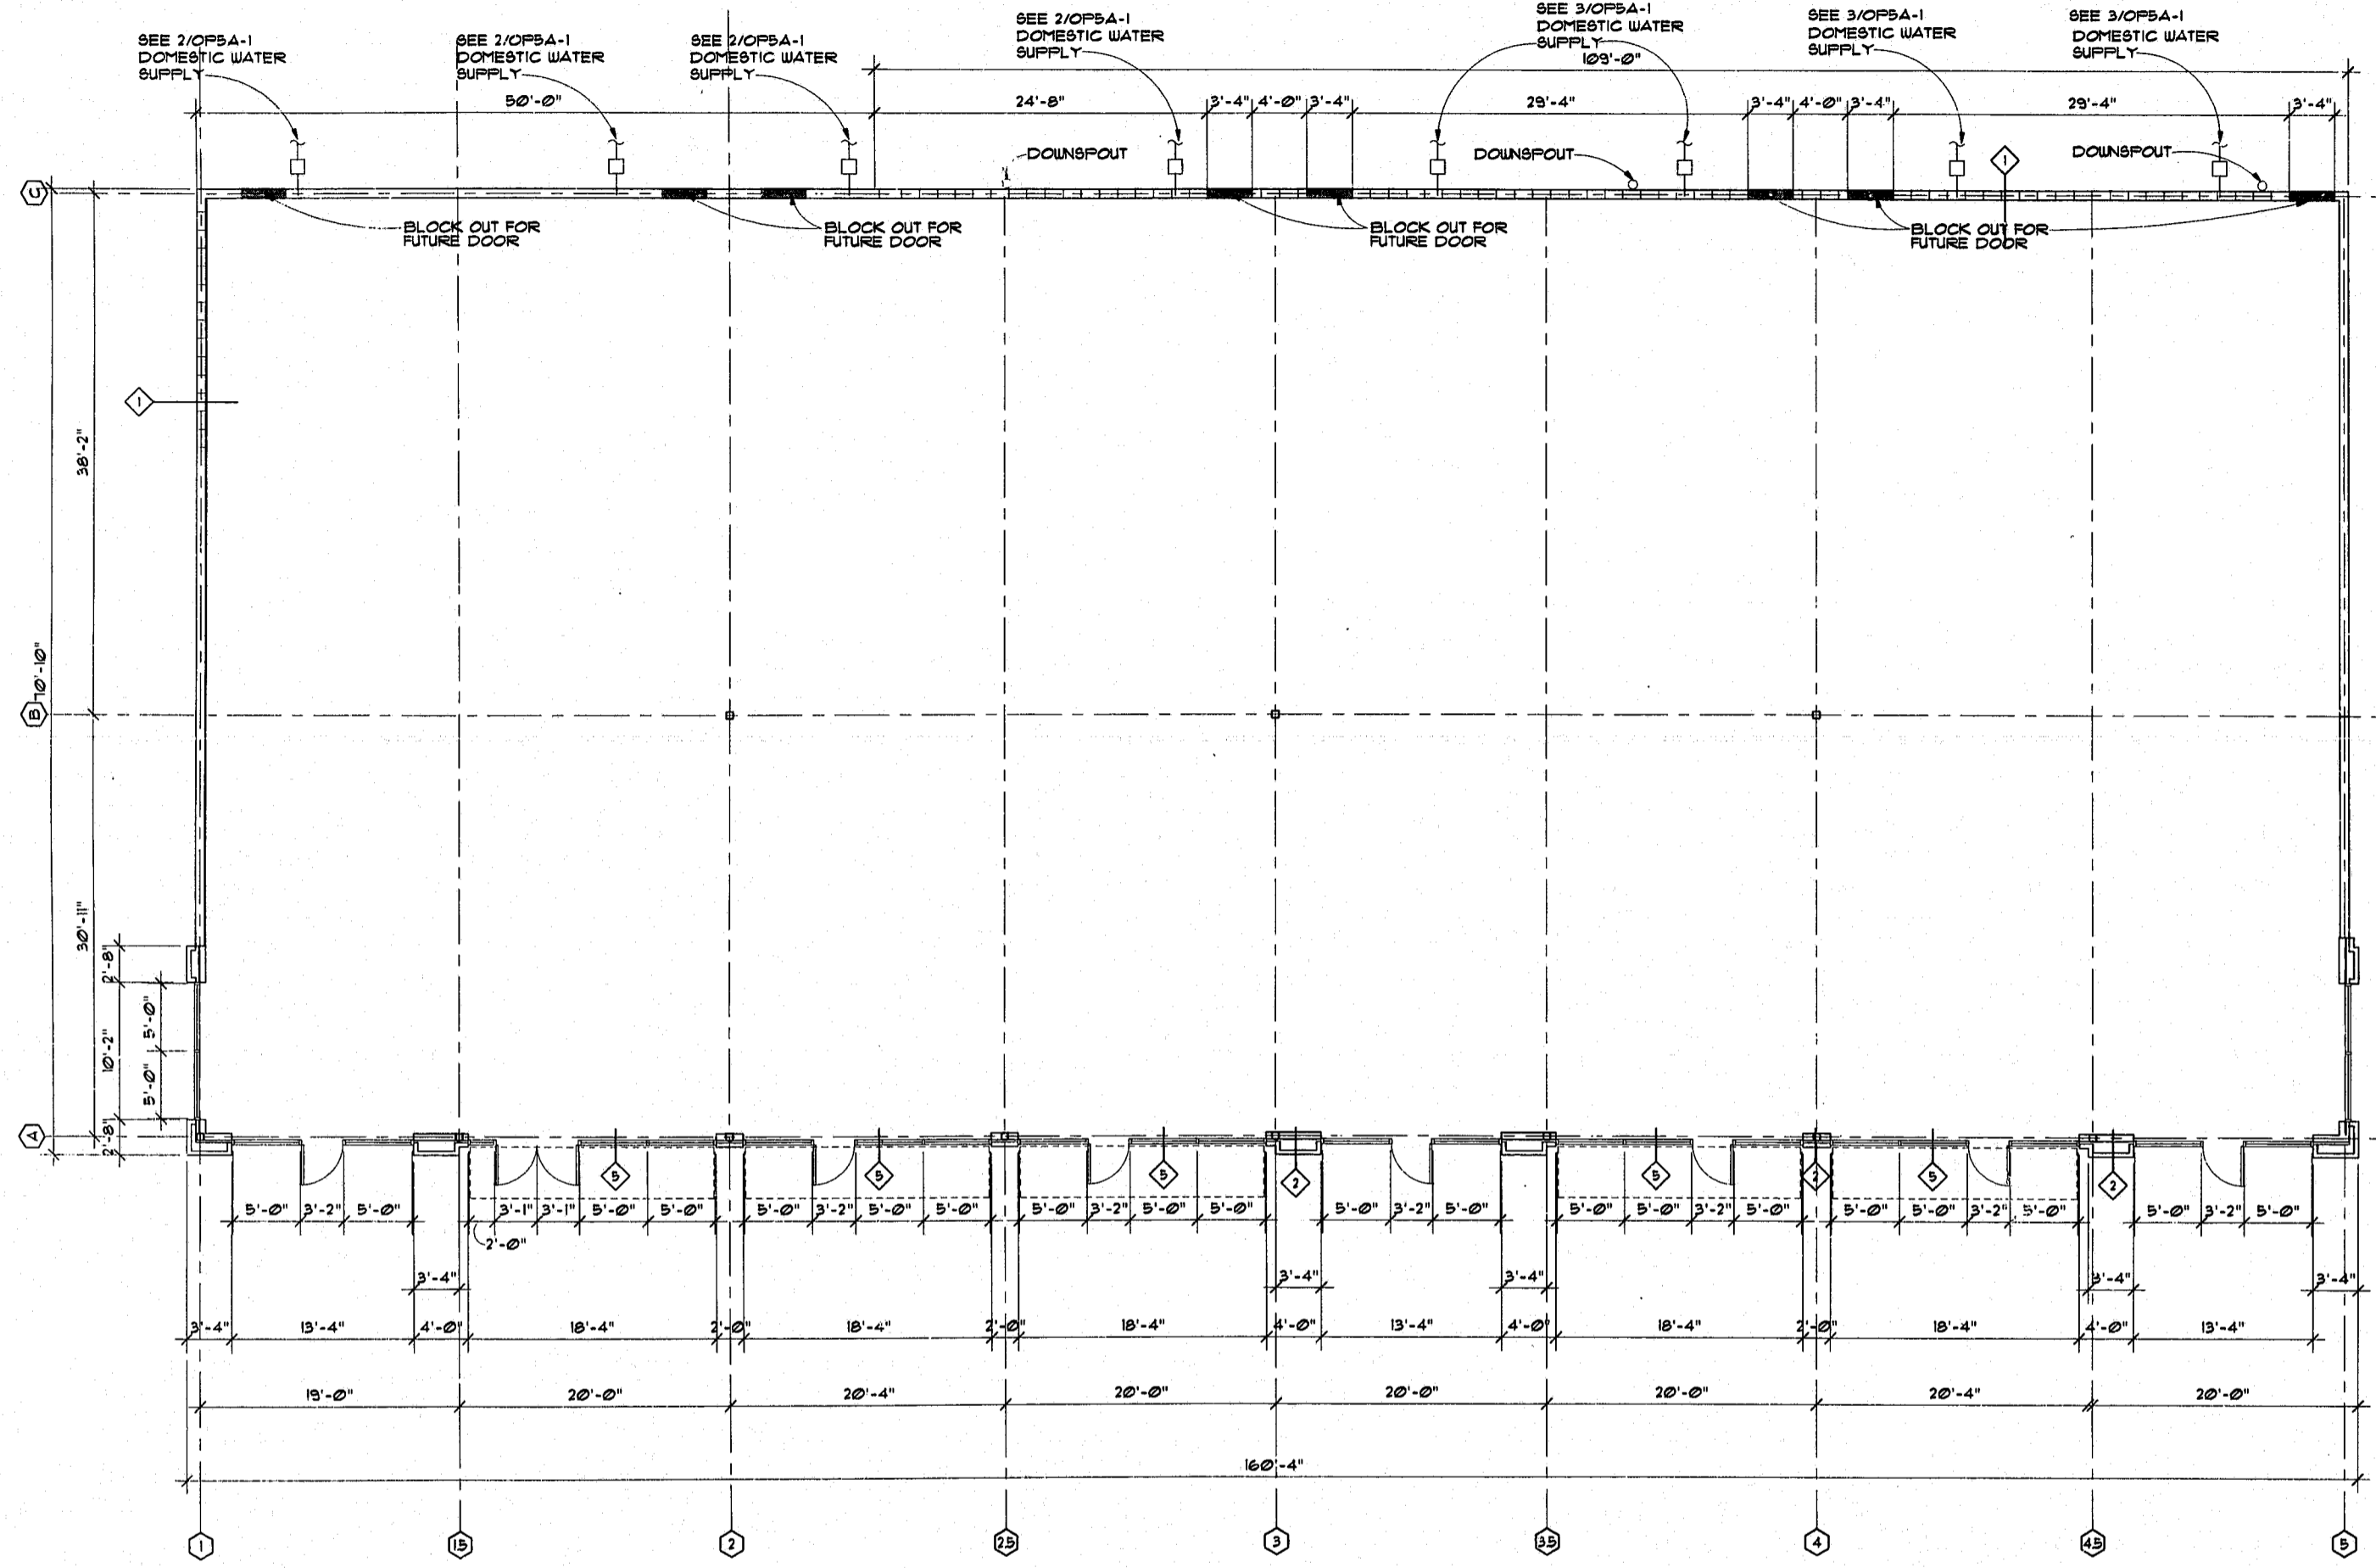 SEE 2/OP5A-1
DOMESTIC WATER
SUPPLY
SEE 2/OP5A-1
DOMESTIC WATER
SUPPLY
SEE 2/OP5A-1
DOMESTIC WATER
SUPPLY
SEE 2/OP5A-1
DOMESTIC WATER
SUPPLY
SEE 3/OP5A-1
DOMESTIC WATER
SUPPLY
SEE 3/OP5A-1
DOMESTIC WATER
SUPPLY
SEE 3/OP5A-1
DOMESTIC WATER
SUPPLY
109'-0"
50'-0" 24'-8" 3'-4" 4'-0" 3'-4" 29'-4" 3'-4" 4'-0" 3'-4" 29'-4" 3'-4"
DOWNSPOUT DOWNSPOUT DOWNSPOUT
1
C
BLOCK OUT FOR
FUTURE DOOR
BLOCK OUT FOR
FUTURE DOOR
BLOCK OUT FOR
FUTURE DOOR
BLOCK OUT FOR
FUTURE DOOR
1
38'-2"
70'-10"
B
30'-11"
2'-8"
10'-2"
5'-0"
5'-0"
2'-8"
A
5 5 5 2 5 2 5 2
5'-0" 3'-2" 5'-0" 3'-1" 3'-1" 5'-0" 5'-0" 5'-0" 3'-2" 5'-0" 5'-0" 5'-0" 3'-2" 5'-0" 5'-0" 5'-0" 3'-2" 5'-0" 5'-0" 5'-0" 3'-2" 5'-0" 5'-0" 5'-0" 3'-2" 5'-0" 5'-0" 3'-2" 5'-0"
2'-0"
3'-4" 3'-4" 3'-4" 3'-4" 3'-4"
3'-4" 13'-4" 4'-0" 18'-4" 2'-0" 18'-4" 2'-0" 18'-4" 4'-0" 13'-4" 4'-0" 18'-4" 2'-0" 18'-4" 4'-0" 13'-4"
19'-0" 20'-0" 20'-4" 20'-0" 20'-0" 20'-0" 20'-4" 20'-0"
160'-4"
1 1.5 2 2.5 3 3.5 4 4.5 5